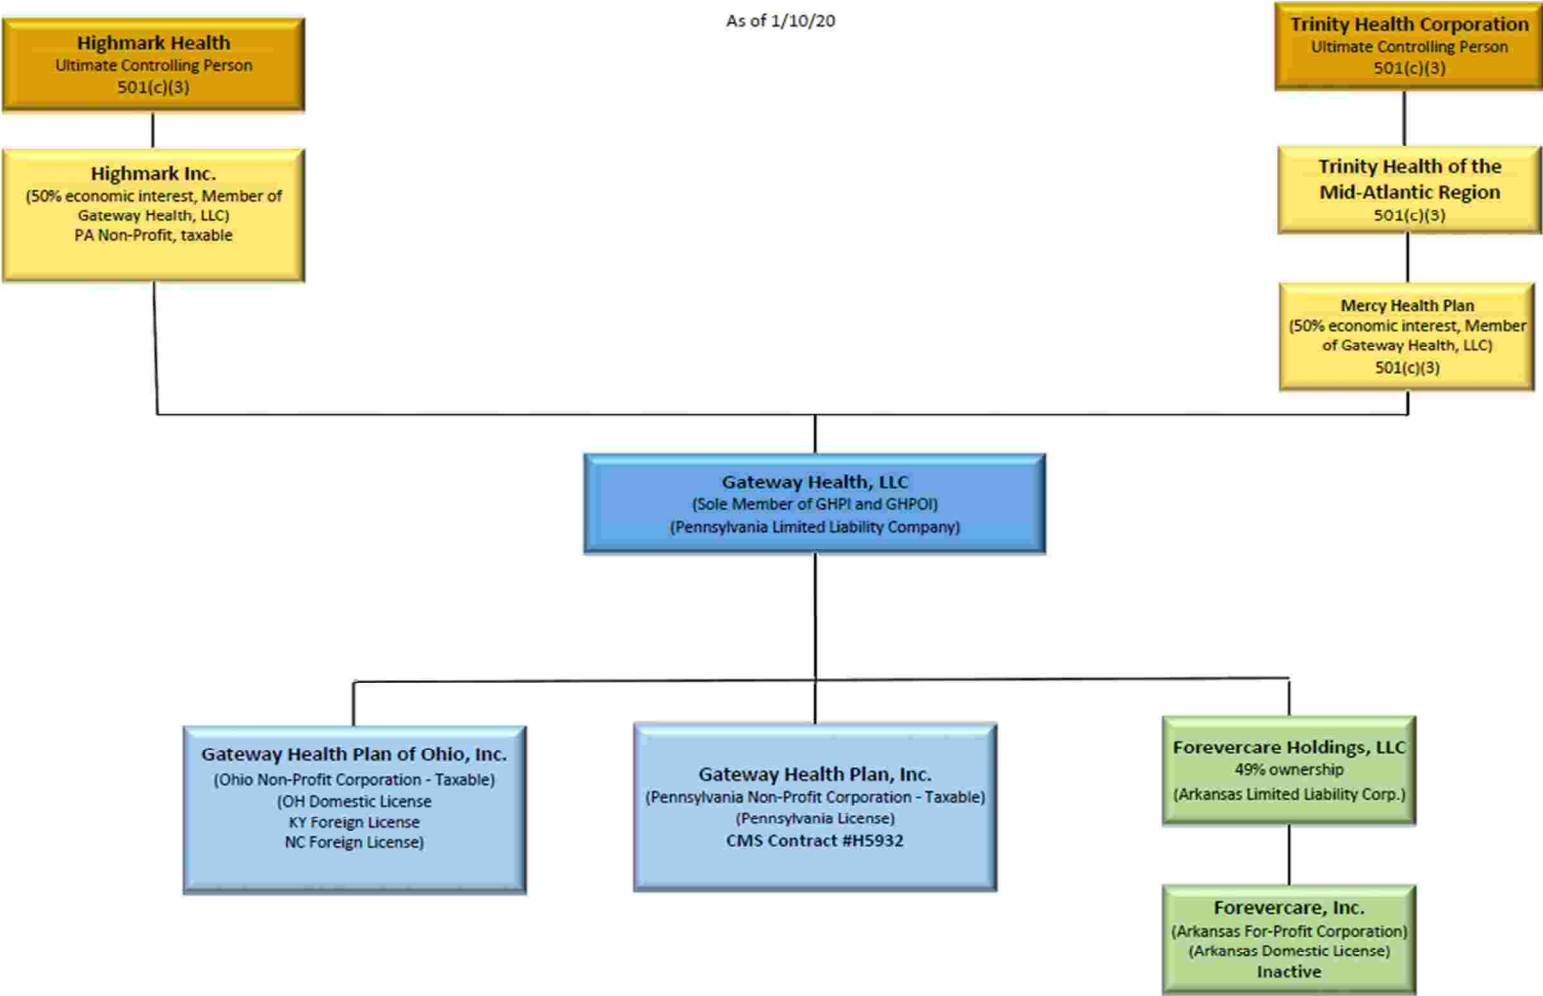 As of 1/10/20
Highmark Health
Ultimate Controlling Person
501(c)(3)
Trinity Health Corporation
Ultimate Controlling Person
501(c)(3)
Highmark Inc.
(50% economic interest, Member of
Gateway Health, LLC)
PA Non-Profit, taxable
Trinity Health of the
Mid-Atlantic Region
501(c)(3)
Mercy Health Plan
(50% economic interest, Member
of Gateway Health, LLC)
501(c)(3)
Gateway Health, LLC
(Sole Member of GHPI and GHPOI)
(Pennsylvania Limited Liability Company)
Gateway Health Plan of Ohio, Inc.
(Ohio Non-Profit Corporation - Taxable)
(OH Domestic License
KY Foreign License
NC Foreign License)
Gateway Health Plan, Inc.
(Pennsylvania Non-Profit Corporation - Taxable)
(Pennsylvania License)
CMS Contract #H5932
Forevercare Holdings, LLC
49% ownership
(Arkansas Limited Liability Corp.)
Forevercare, Inc.
(Arkansas For-Profit Corporation)
(Arkansas Domestic License)
Inactive